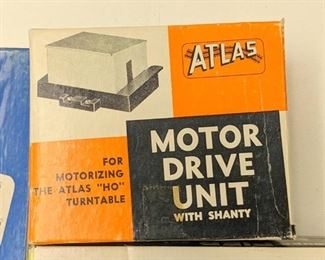 ATLAS
FOR
MOTORIZING
THE ATLAS "HO"
TURNTABLE
MOTOR
DRIVE
UNIT
WITH SHANTY